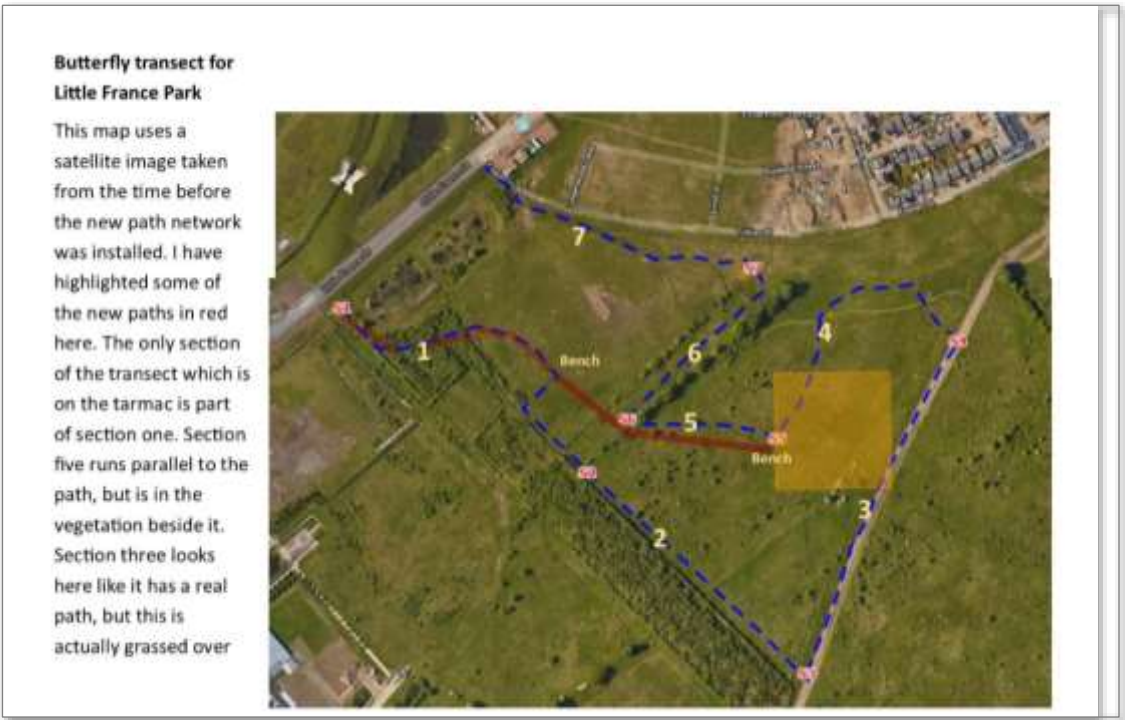 Butterfly transect for
Little France Park
This map uses a
satellite image taken
from the time before
the new path network
was installed. I have
highlighted some of
the new paths in red
here. The only section
of the transect which is
on the tarmac is part
of section one. Section
five runs parallel to the
path, but is in the
vegetation beside it.
Section three looks
here like it has a real
path, but this is
actually grassed over
7
S1
1
Bench
6
4
S6
5
Bench
3
2